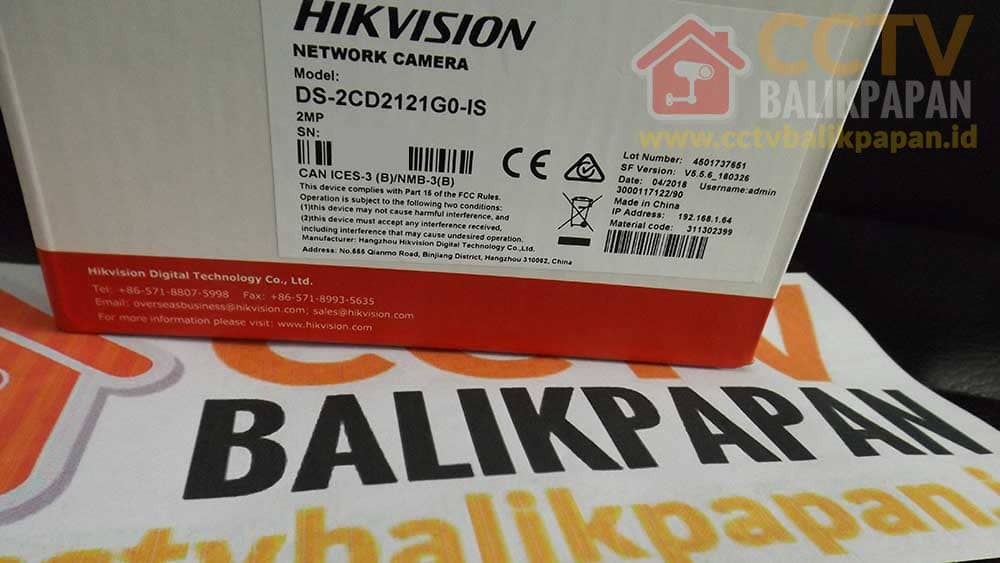 HIKVISION
NETWORK CAMERA
Model:
DS-2CD2121G0-IS
2MP
SN:
CAN ICES-3 (B)/NMB-3(B)
This device complies with Part 15 of the FCC Rules.
Operation is subject to the following two conditions:
(1)this device may not cause harmful interference, and
(2)this device must accept any interference received,
including interference that may cause undesired operation.
Manufacturer: Hangzhou Hikvision Digital Technology Co.,Ltd.
Address: No.555 Qianmo Road, Binjiang District, Hangzhou 310052, China
CE
Lot Number: 4501737651
SF Version: V5.5.6_180326
Date: 04/2018 Username:admin
3000117122/90
Made in China
IP Address: 192.168.1.64
Material code: 311302399
Hikvision Digital Technology Co., Ltd.
Tel: +86-571-8807-5998 Fax: +86-571-8993-5635
Email: overseasbusiness@hikvision.com; sales@hikvision.com
For more information please visit: www.hikvision.com
CCTV
BALIKPAPAN
www.cctvbalikpapan.id
CCTV
BALIKPAPAN
cctvbalikpapan.i